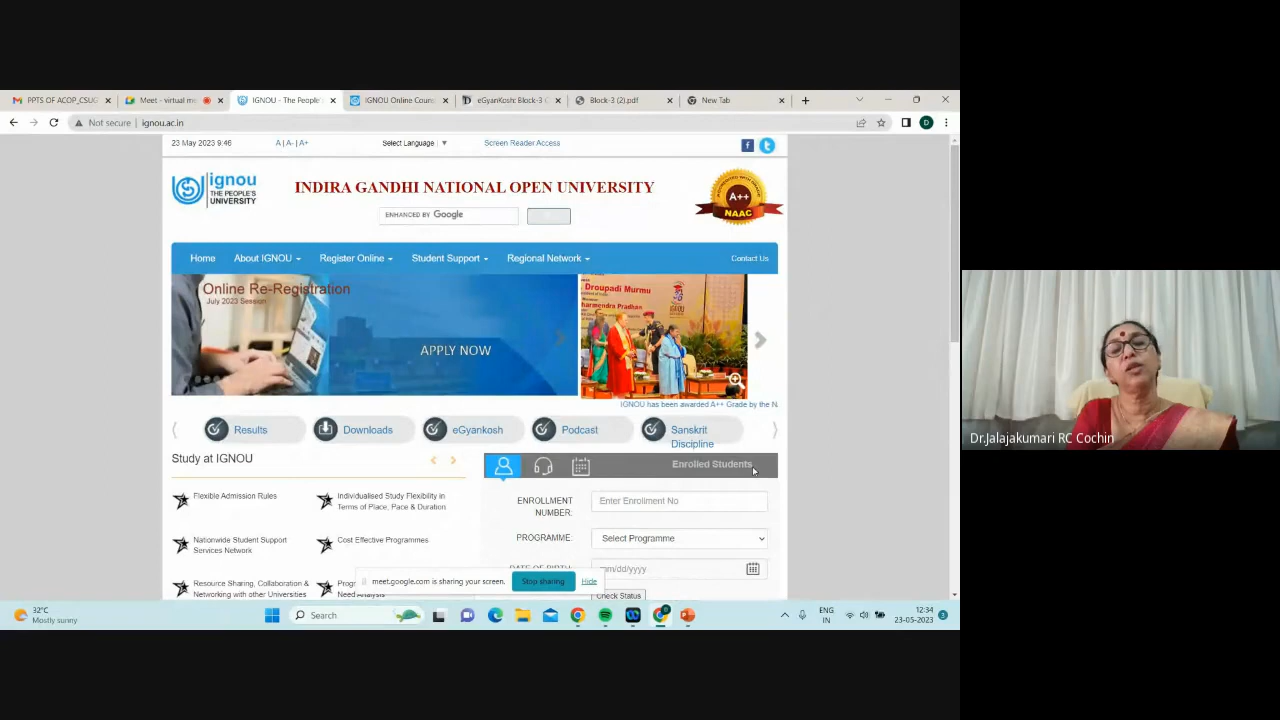 PPTS OF ACOP_CSUG
Meet - virtual m
IGNOU - The People'
IGNOU Online Couns
eGyanKosh: Block-3 C
Block-3 (2).pdf
New Tab
Not secure | ignou.ac.in
23 May 2023 9:46
A | A- | A+
Select Language ▼
Screen Reader Access
ignou
THE PEOPLE'S
UNIVERSITY
INDIRA GANDHI NATIONAL OPEN UNIVERSITY
ENHANCED BY Google
A++
NAAC
Home
About IGNOU
Register Online
Student Support
Regional Network
Contact Us
Online Re-Registration
July 2023 Session
APPLY NOW
Droupadi Murmu
harmendra Pradhan
IGNOU has been awarded A++ Grade by the N
Results
Downloads
eGyankosh
Podcast
Sanskrit
Discipline
Study at IGNOU
Enrolled Students
Flexible Admission Rules
Individualised Study Flexibility in
Terms of Place, Pace & Duration
Nationwide Student Support
Services Network
Cost Effective Programmes
Resource Sharing, Collaboration &
Networking with other Universities
ENROLLMENT
NUMBER:
Enter Enrollment No
PROGRAMME:
Select Programme
DATE OF BIRTH
mm/dd/yyyy
Check Status
meet.google.com is sharing your screen.
Stop sharing
Hide
32°C
Mostly sunny
Search
ENG
IN
12:34
23-05-2023
3
Dr.Jalajakumari RC Cochin